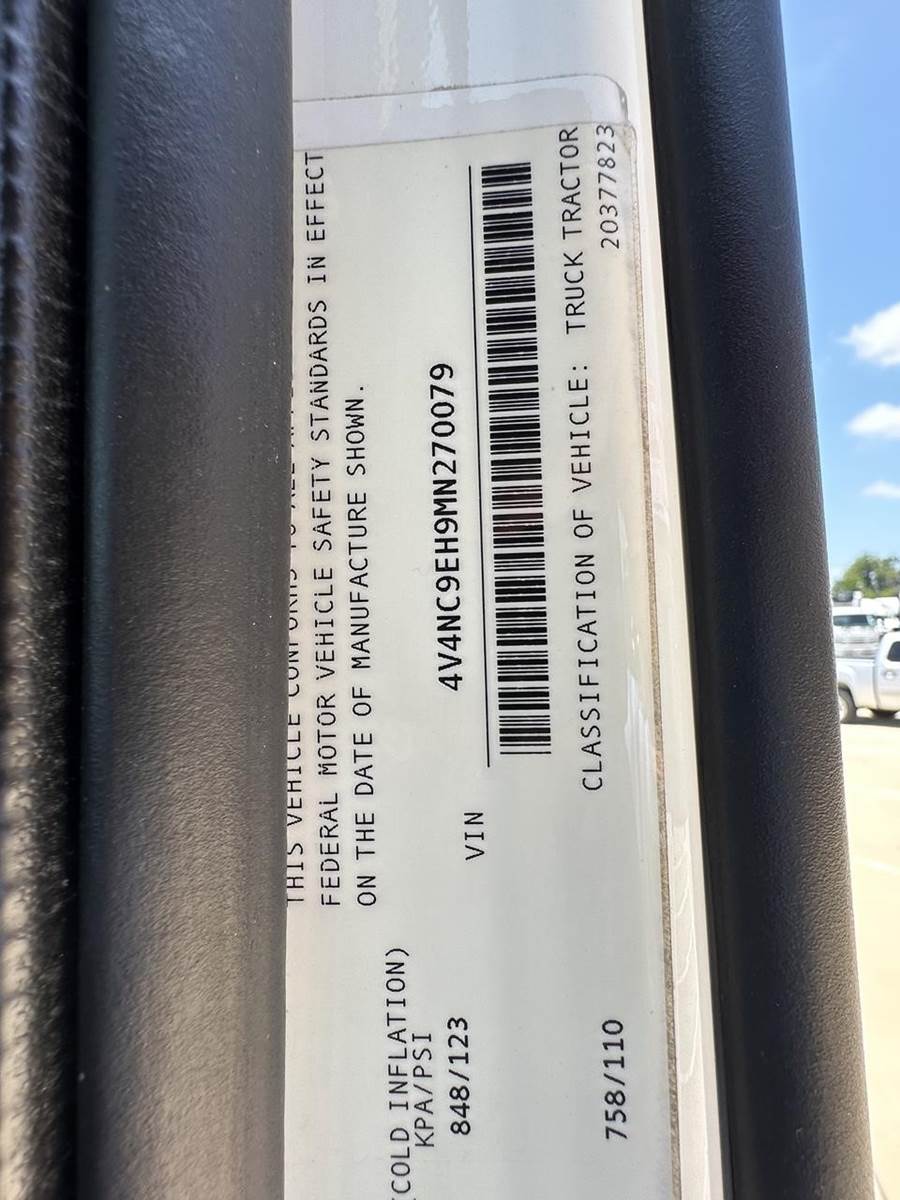 THIS VEHICLE CONFORMS TO ALL
FEDERAL MOTOR VEHICLE SAFETY STANDARDS IN EFFECT
ON THE DATE OF MANUFACTURE SHOWN.
(COLD INFLATION)
KPA/PSI
848/123
4V4NC9EH9MN270079
VIN
CLASSIFICATION OF VEHICLE: TRUCK TRACTOR
758/110
20377823